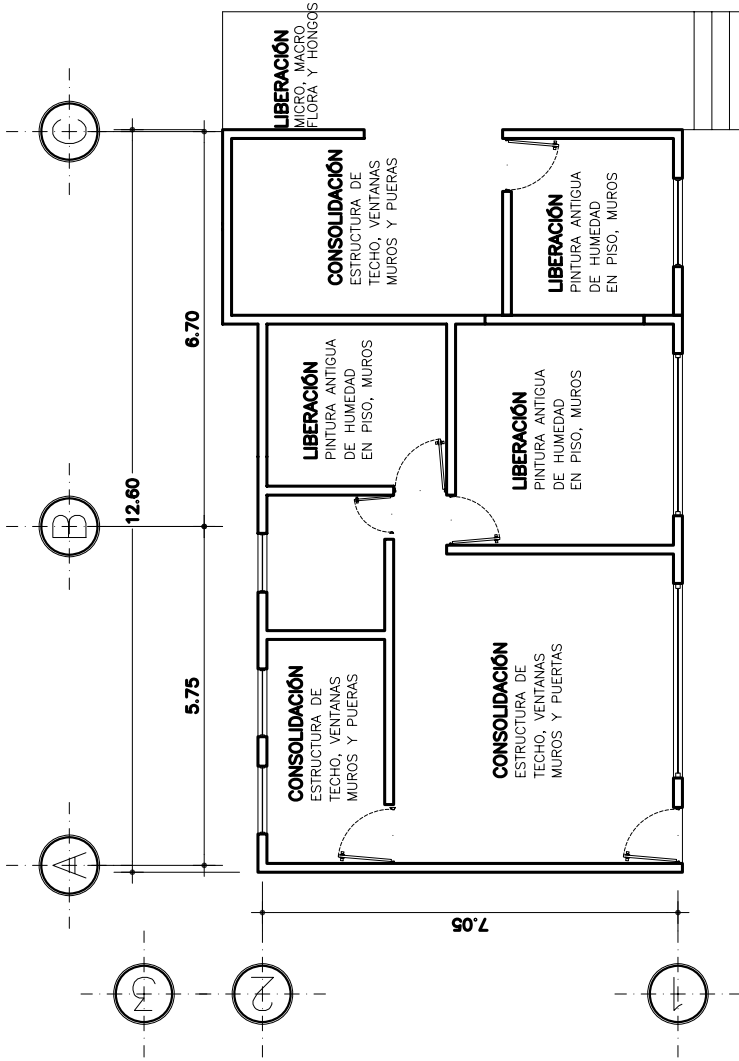 A
B
C
12.60
5.75
6.70
3
2
7.05
1
CONSOLIDACIÓN
ESTRUCTURA DE
TECHO, VENTANAS
MUROS Y PUERAS
LIBERACIÓN
PINTURA ANTIGUA
DE HUMEDAD
EN PISO, MUROS
CONSOLIDACIÓN
ESTRUCTURA DE
TECHO, VENTANAS
MUROS Y PUERAS
LIBERACIÓN
MICRO, MACRO
FLORA Y HONGOS
CONSOLIDACIÓN
ESTRUCTURA DE
TECHO, VENTANAS
MUROS Y PUERTAS
LIBERACIÓN
PINTURA ANTIGUA
DE HUMEDAD
EN PISO, MUROS
LIBERACIÓN
PINTURA ANTIGUA
DE HUMEDAD
EN PISO, MUROS